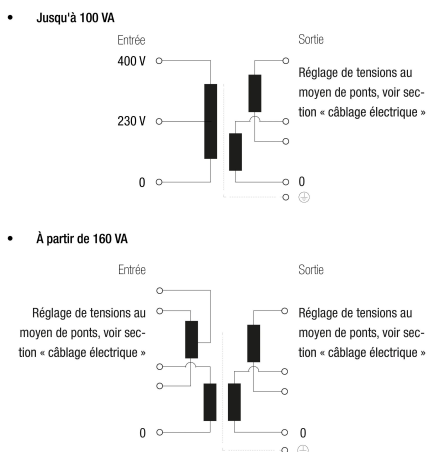 • Jusqu'à 100 VA
Entrée
Sortie
400 V
Réglage de tensions au
moyen de ponts, voir sec-
tion « câblage électrique »
230 V
0
0
• À partir de 160 VA
Entrée
Sortie
Réglage de tensions au
moyen de ponts, voir sec-
tion « câblage électrique »
Réglage de tensions au
moyen de ponts, voir sec-
tion « câblage électrique »
0
0